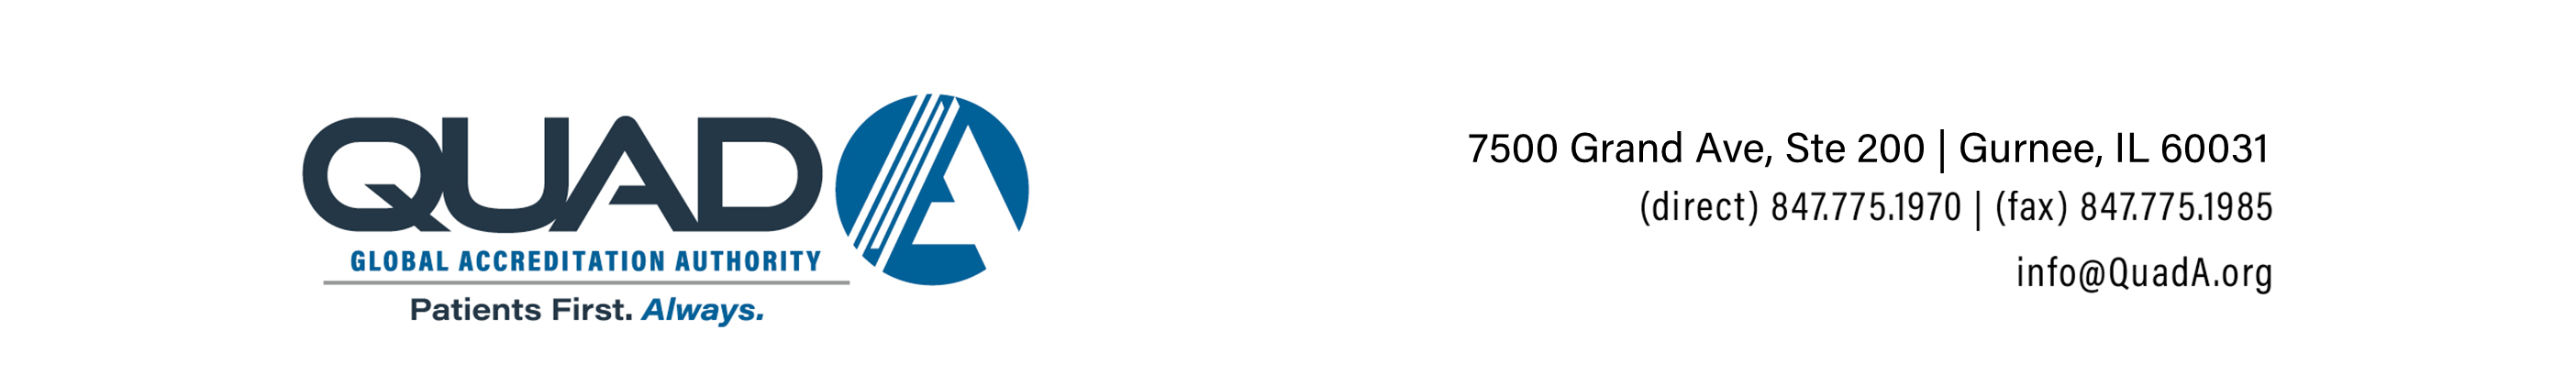 QUAD A
GLOBAL ACCREDITATION AUTHORITY
Patients First. Always.
7500 Grand Ave, Ste 200 | Gurnee, IL 60031
(direct) 847.775.1970 | (fax) 847.775.1985
info@QuadA.org